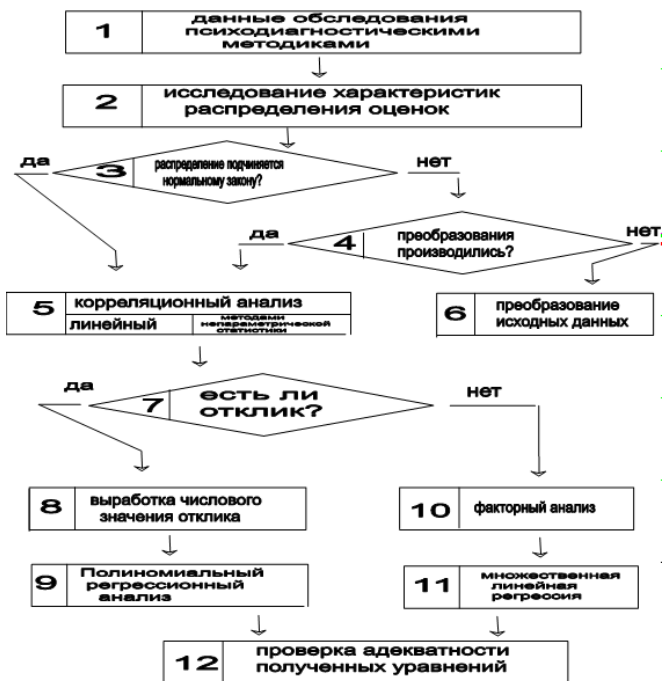 1
данные обследования
психодиагностическими
методиками
2
исследование характеристик
распределения оценок
да
3
распределение подчиняется
нормальному закону?
нет
да
4
преобразования
производились?
нет
5
корреляционный анализ
линейный
методами
непараметрической
статистики
6
преобразование
исходных данных
да
7
есть ли
отклик?
нет
8
выработка числового
значения отклика
10
факторный анализ
9
Полиномиальный
регрессионный
анализ
11
множественная
линейная
регрессия
12
проверка адекватности
полученных уравнений